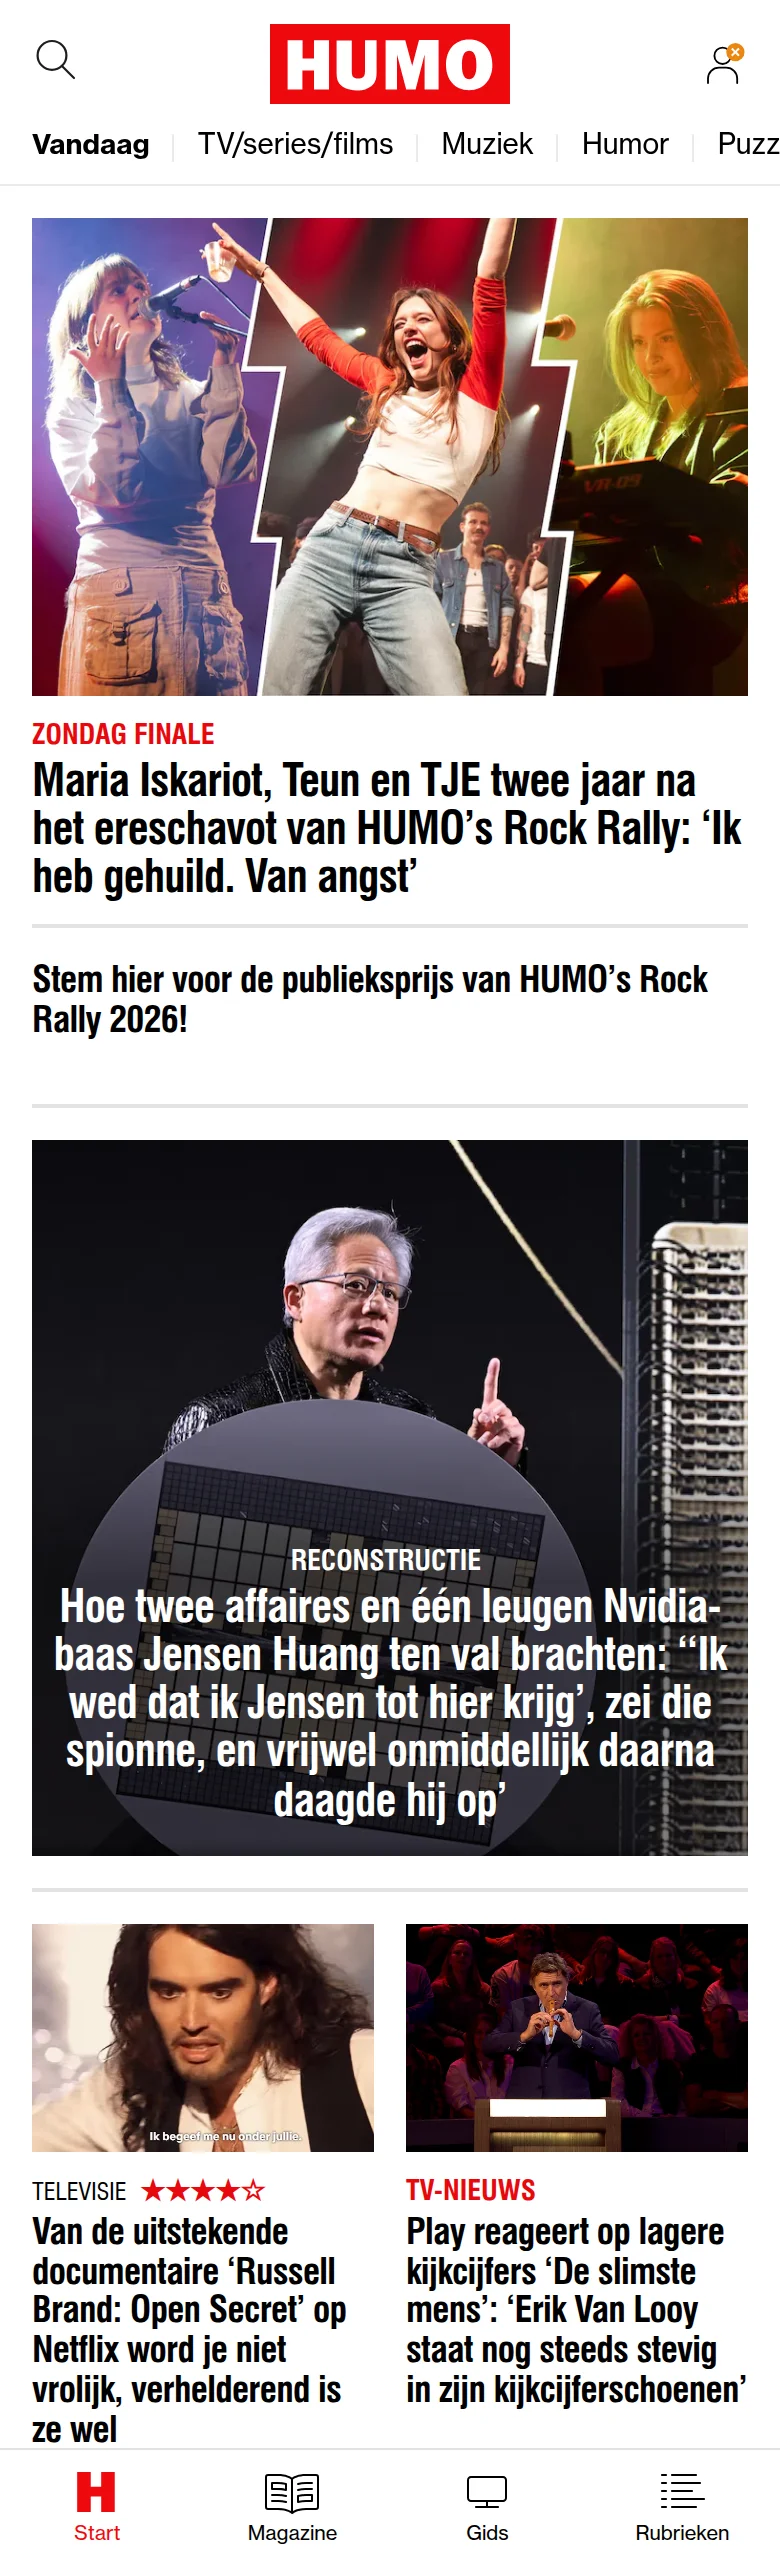 HUMO
Vandaag
TV/series/films
Muziek
Humor
Puzz
VR-09
ZONDAG FINALE
Maria Iskariot, Teun en TJE twee jaar na
het ereschavot van HUMO’s Rock Rally: ‘Ik
heb gehuild. Van angst’
Stem hier voor de publieksprijs van HUMO’s Rock
Rally 2026!
RECONSTRUCTIE
Hoe twee affaires en één leugen Nvidia-
baas Jensen Huang ten val brachten: “Ik
wed dat ik Jensen tot hier krijg’, zei die
spionne, en vrijwel onmiddellijk daarna
daagde hij op’
Ik begeef me nu onder jullie.
TELEVISIE ★★★★☆
Van de uitstekende
documentaire ‘Russell
Brand: Open Secret’ op
Netflix word je niet
vrolijk, verhelderend is
ze wel
TV-NIEUWS
Play reageert op lagere
kijkcijfers ‘De slimste
mens’: ‘Erik Van Looy
staat nog steeds stevig
in zijn kijkcijferschoenen’
H
Start
Magazine
Gids
Rubrieken